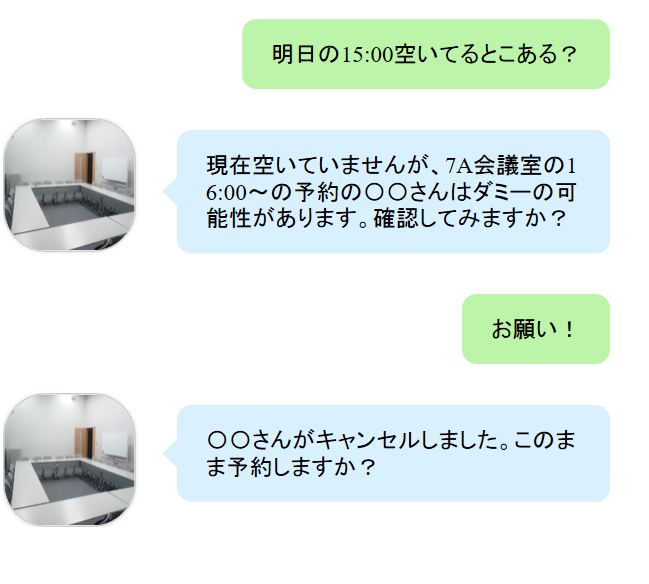 明日の15:00空いてるとこある？
現在空いていませんが、7A会議室の1
6:00～の予約の〇〇さんはダミーの可
能性があります。確認してみますか？
お願い！
〇〇さんがキャンセルしました。このま
ま予約しますか？